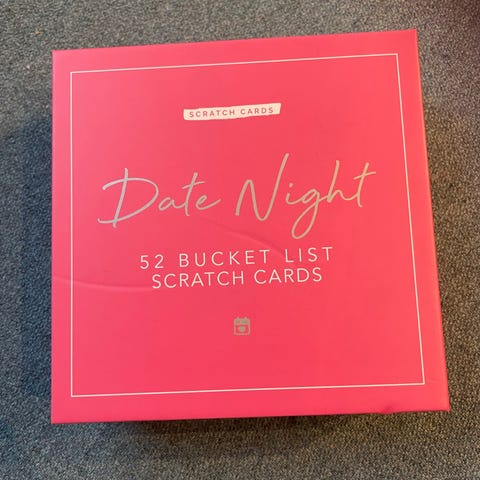 SCRATCH CARDS
Date Night
52 BUCKET LIST
SCRATCH CARDS